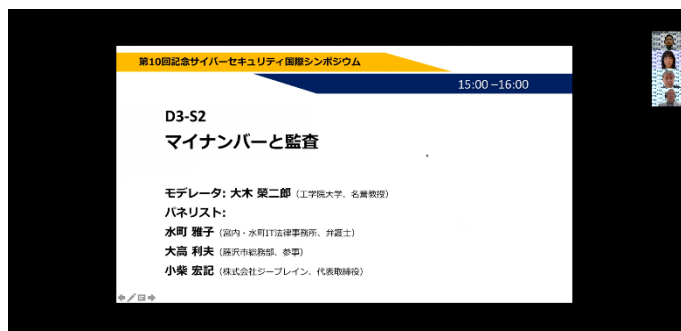 第10回記念サイバーセキュリティ国際シンポジウム
15:00 –16:00
D3-S2
マイナンバーと監査
モデレータ: 大木 榮二郎（工学院大学、名誉教授）
パネリスト:
水町 雅子（宮内・水町IT法律事務所、弁護士）
大高 利夫（藤沢市総務部、参事）
小柴 宏記（株式会社ジーブレイン、代表取締役）